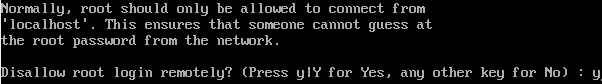 Normally, root should only be allowed to connect from
'localhost'. This ensures that someone cannot guess at
the root password from the network.
Disallow root login remotely? (Press y|Y for Yes, any other key for No) : y